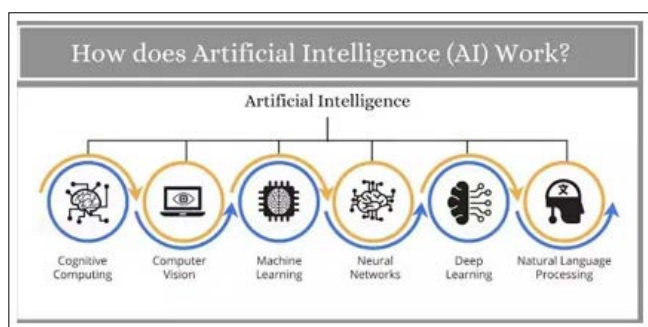 How does Artificial Intelligence (AI) Work?
Artificial Intelligence
Cognitive
Computing
Computer
Vision
Machine
Learning
Neural
Networks
Deep
Learning
Natural Language
Processing